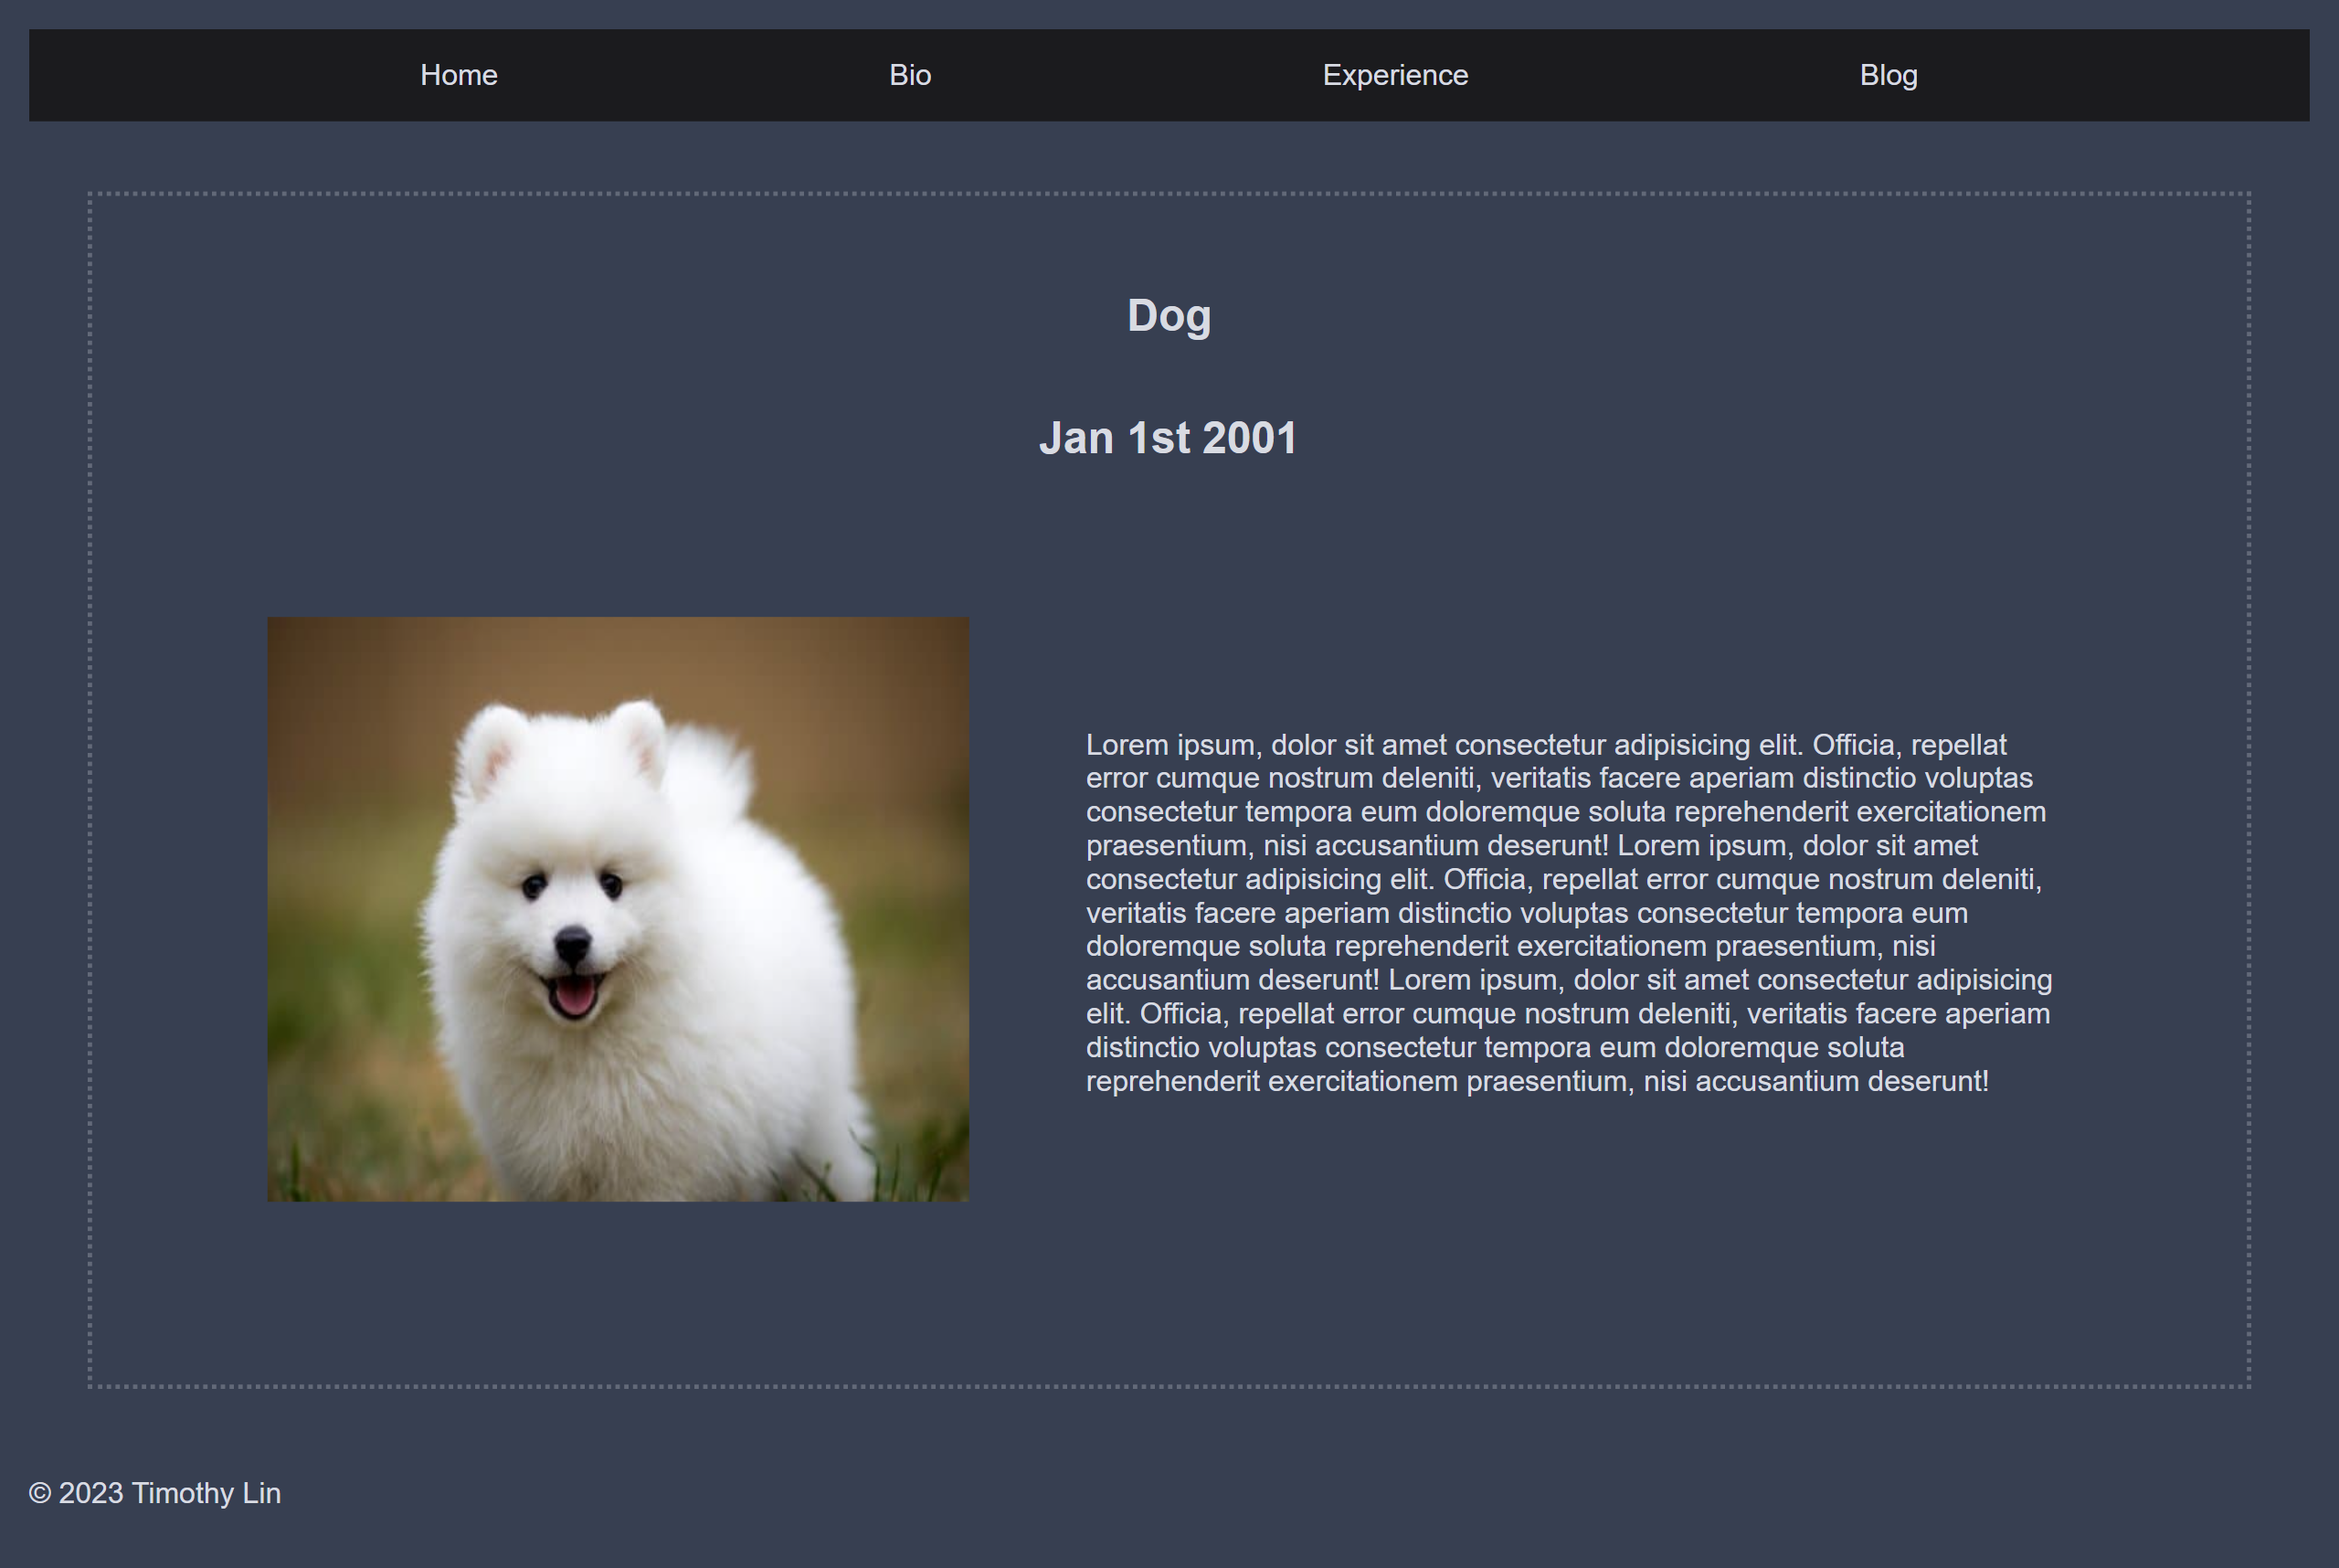 Home Bio Experience Blog
Dog
Jan 1st 2001
Lorem ipsum, dolor sit amet consectetur adipisicing elit. Officia, repellat
error cumque nostrum deleniti, veritatis facere aperiam distinctio voluptas
consectetur tempora eum doloremque soluta reprehenderit exercitationem
praesentium, nisi accusantium deserunt! Lorem ipsum, dolor sit amet
consectetur adipisicing elit. Officia, repellat error cumque nostrum deleniti,
veritatis facere aperiam distinctio voluptas consectetur tempora eum
doloremque soluta reprehenderit exercitationem praesentium, nisi
accusantium deserunt! Lorem ipsum, dolor sit amet consectetur adipisicing
elit. Officia, repellat error cumque nostrum deleniti, veritatis facere aperiam
distinctio voluptas consectetur tempora eum doloremque soluta
reprehenderit exercitationem praesentium, nisi accusantium deserunt!
© 2023 Timothy Lin